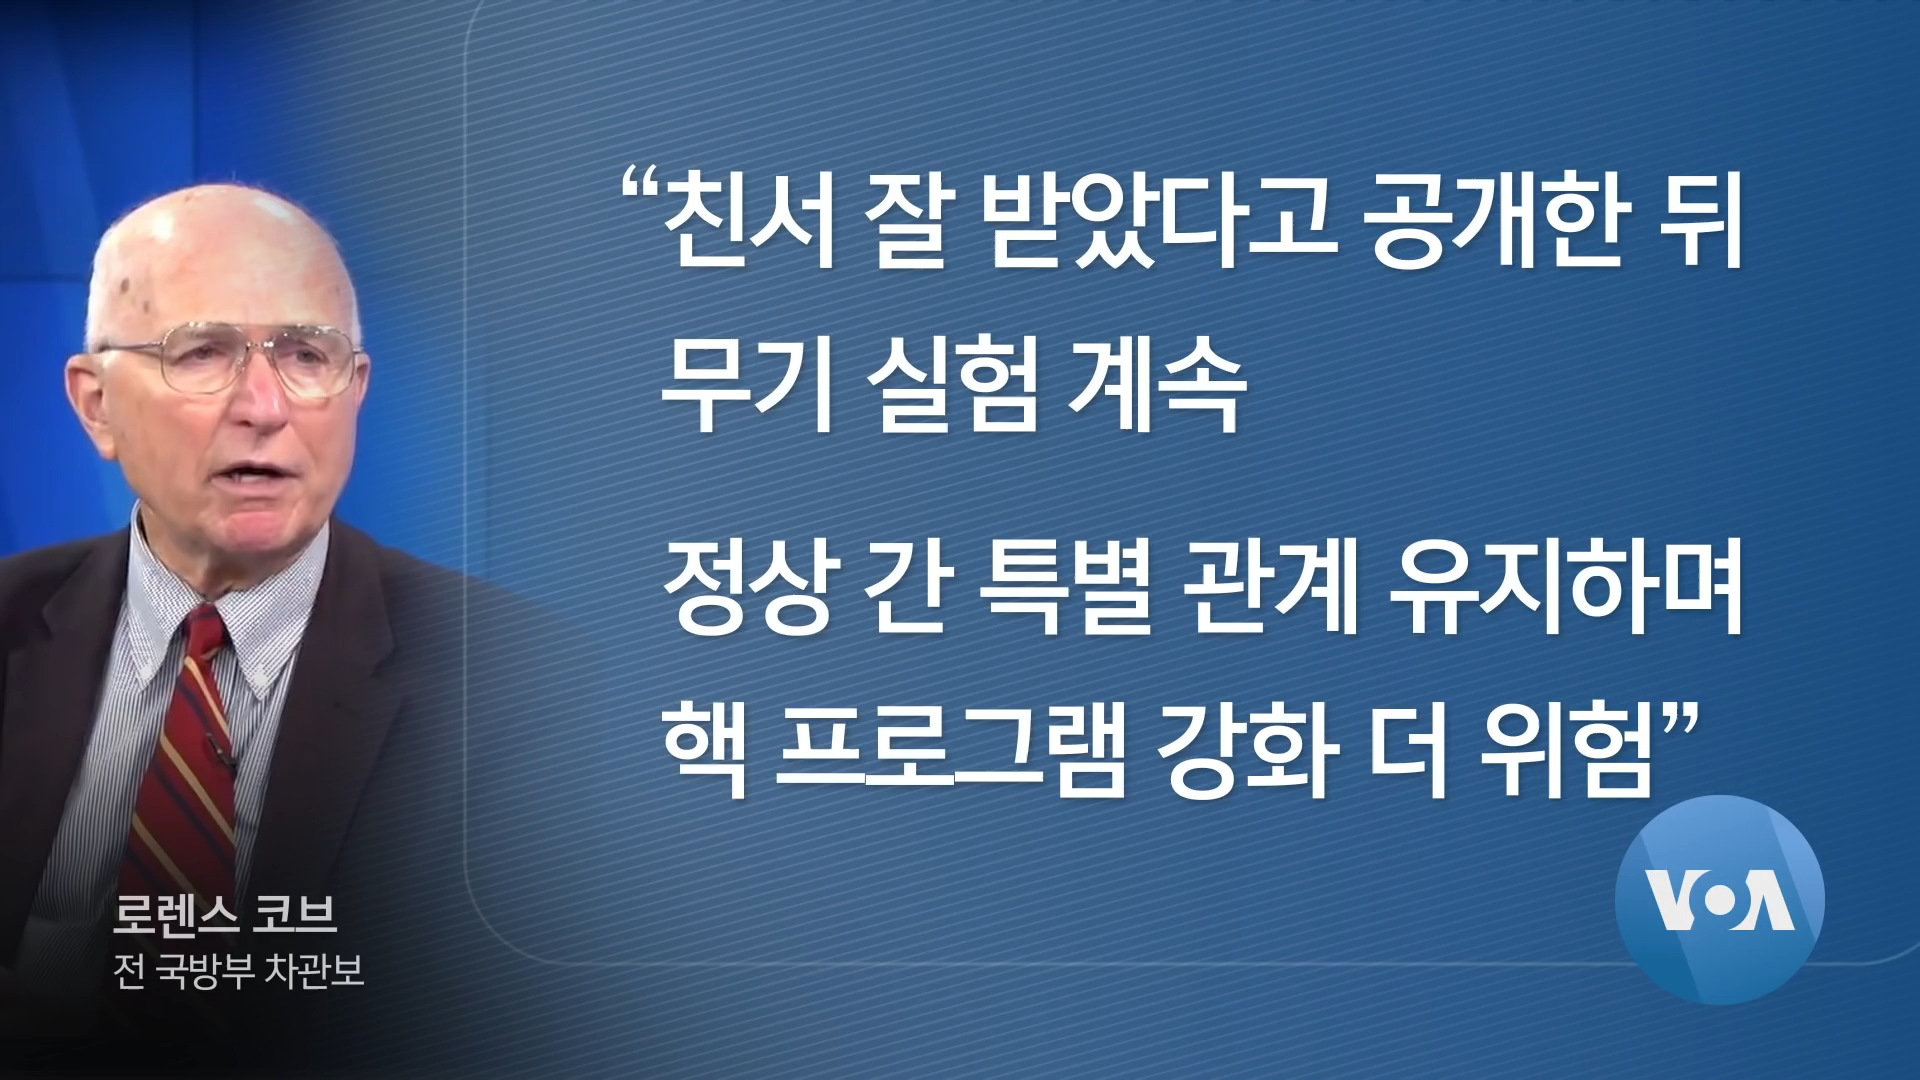 “친서 잘 받았다고 공개한 뒤
무기 실험 계속
정상 간 특별 관계 유지하며
핵 프로그램 강화 더 위험”
로렌스 코브
전 국방부 차관보
VOA